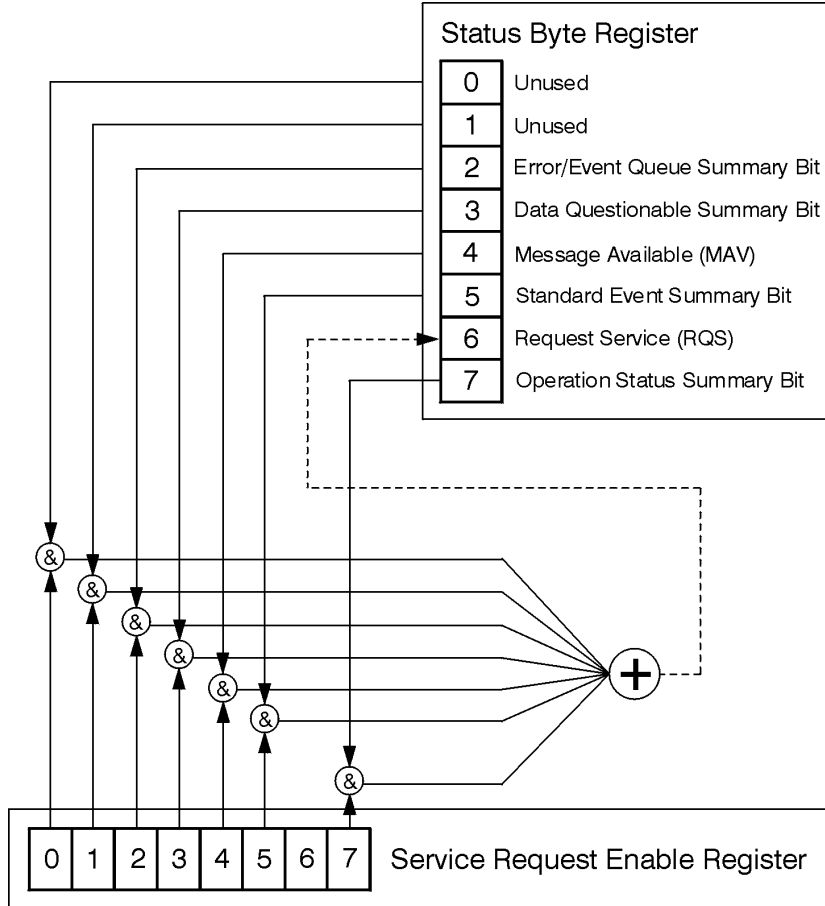 Status Byte Register
0 Unused
1 Unused
2 Error/Event Queue Summary Bit
3 Data Questionable Summary Bit
4 Message Available (MAV)
5 Standard Event Summary Bit
6 Request Service (RQS)
7 Operation Status Summary Bit
&
&
&
&
&
&
&
+
0 1 2 3 4 5 6 7 Service Request Enable Register